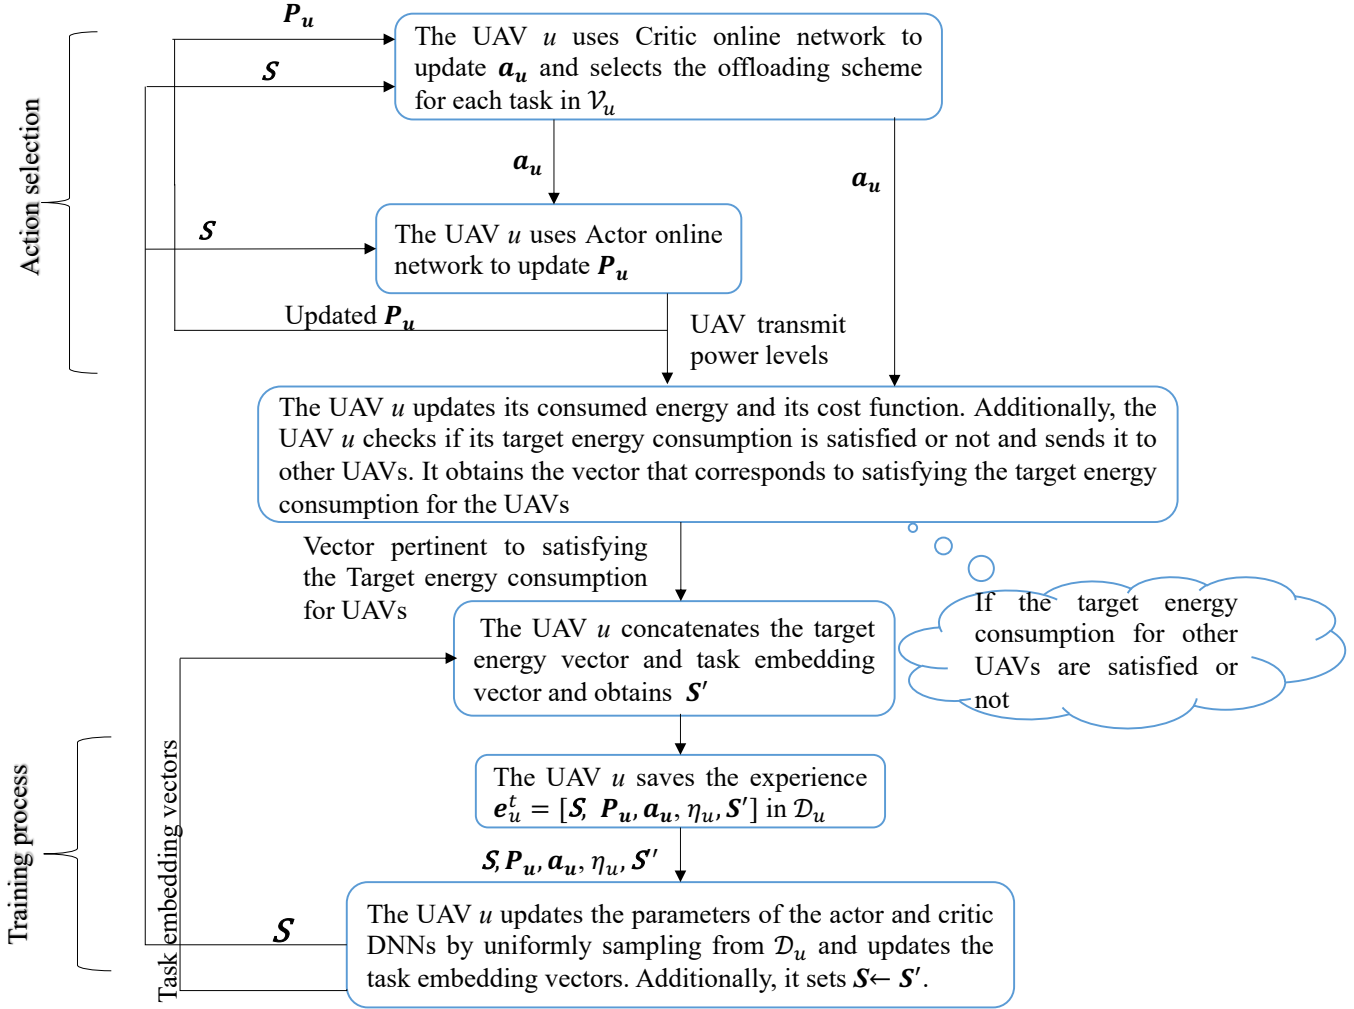 P_u
The UAV u uses Critic online network to
update a_u and selects the offloading scheme
for each task in 𝒱_u
S
Action selection
a_u
a_u
S
The UAV u uses Actor online
network to update P_u
Updated P_u
UAV transmit
power levels
The UAV u updates its consumed energy and its cost function. Additionally, the
UAV u checks if its target energy consumption is satisfied or not and sends it to
other UAVs. It obtains the vector that corresponds to satisfying the target energy
consumption for the UAVs
Vector pertinent to satisfying
the Target energy consumption
for UAVs
If the target energy
consumption for other
UAVs are satisfied or
not
The UAV u concatenates the target
energy vector and task embedding
vector and obtains S′
Training process
Task embedding vectors
The UAV u saves the experience
e_u^t = [S, P_u, a_u, η_u, S′] in 𝒟_u
S, P_u, a_u, η_u, S′′
The UAV u updates the parameters of the actor and critic
DNNs by uniformly sampling from 𝒟_u and updates the
task embedding vectors. Additionally, it sets S← S′.
S